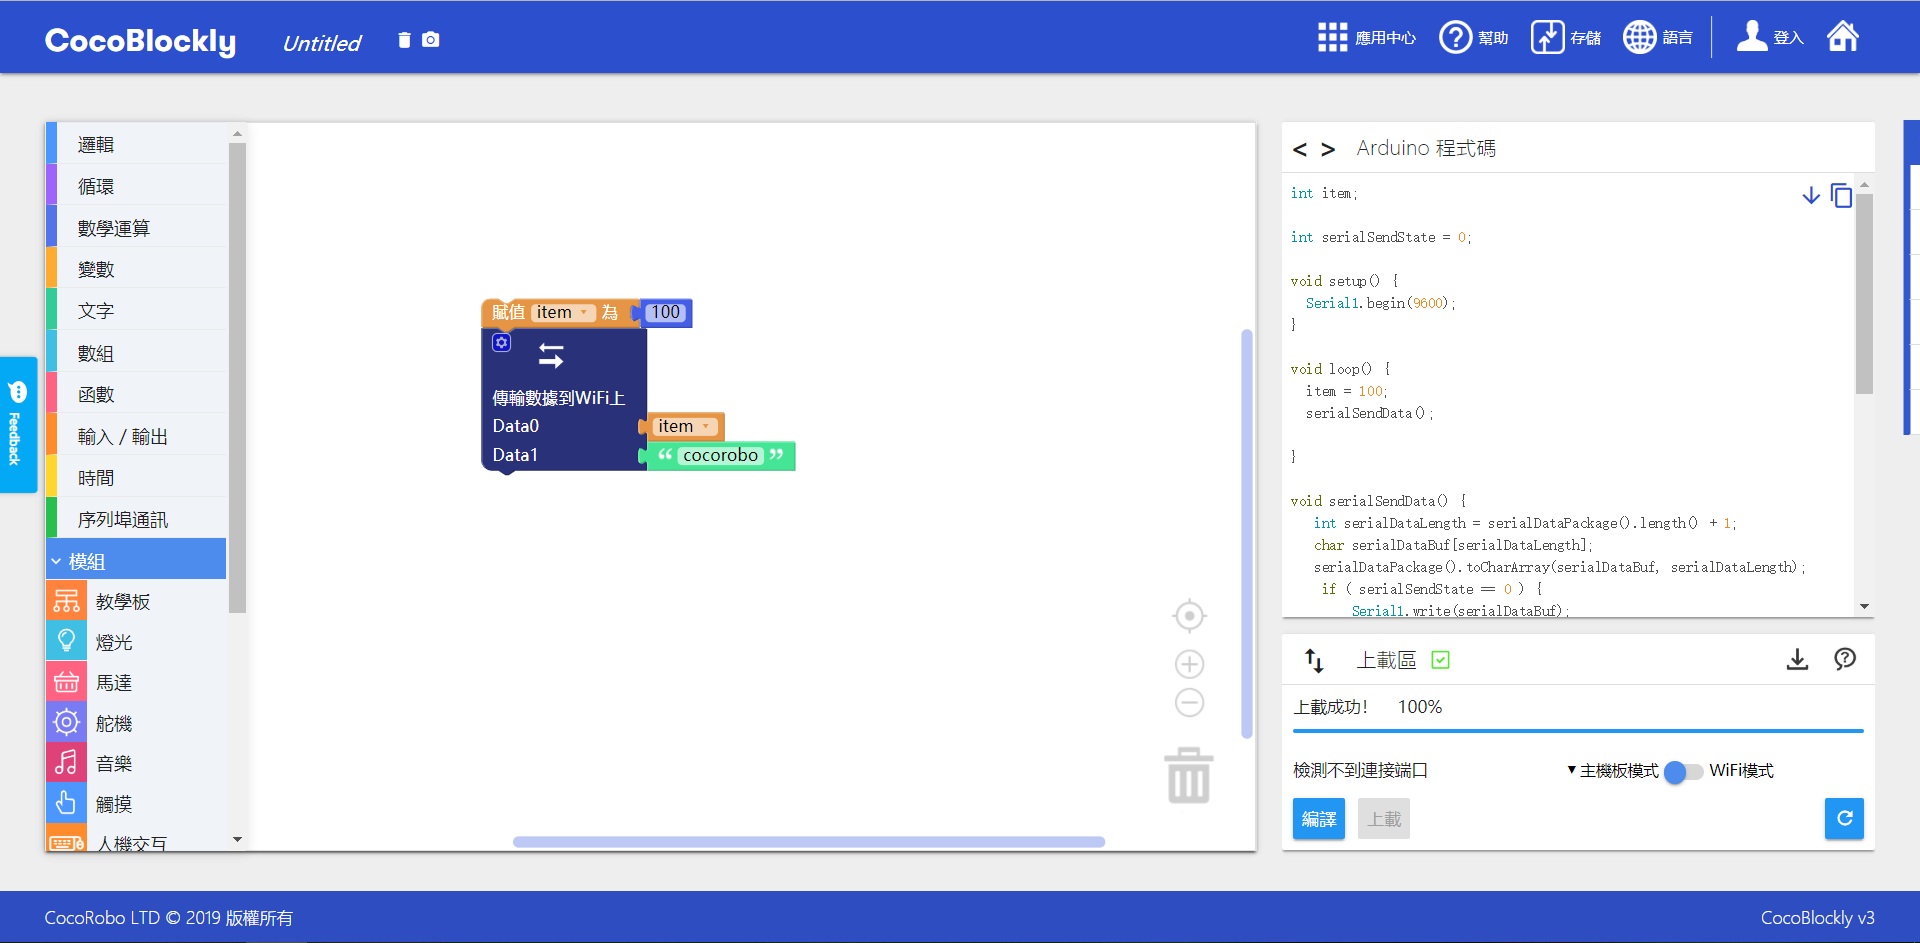 CocoBlockly
Untitled
應用中心
幫助
存儲
語言
登入
Feedback
邏輯
循環
數學運算
變數
文字
數組
函數
輸入 / 輸出
時間
序列埠通訊
模組
教學板
燈光
馬達
舵機
音樂
觸摸
人機交互
賦值 item 為 100
傳輸數據到WiFi上
Data0 item
Data1 “ cocorobo ”
< > Arduino 程式碼
int item;
int serialSendState = 0;
void setup() {
Serial1.begin(9600);
}
void loop() {
item = 100;
serialSendData();
}
void serialSendData() {
int serialDataLength = serialDataPackage().length() + 1;
char serialDataBuf[serialDataLength];
serialDataPackage().toCharArray(serialDataBuf, serialDataLength);
if ( serialSendState == 0 ) {
Serial1.write(serialDataBuf);
上載區
上載成功! 100%
檢測不到連接端口
主機板模式 WiFi模式
編譯
上載
CocoRobo LTD © 2019 版權所有
CocoBlockly v3